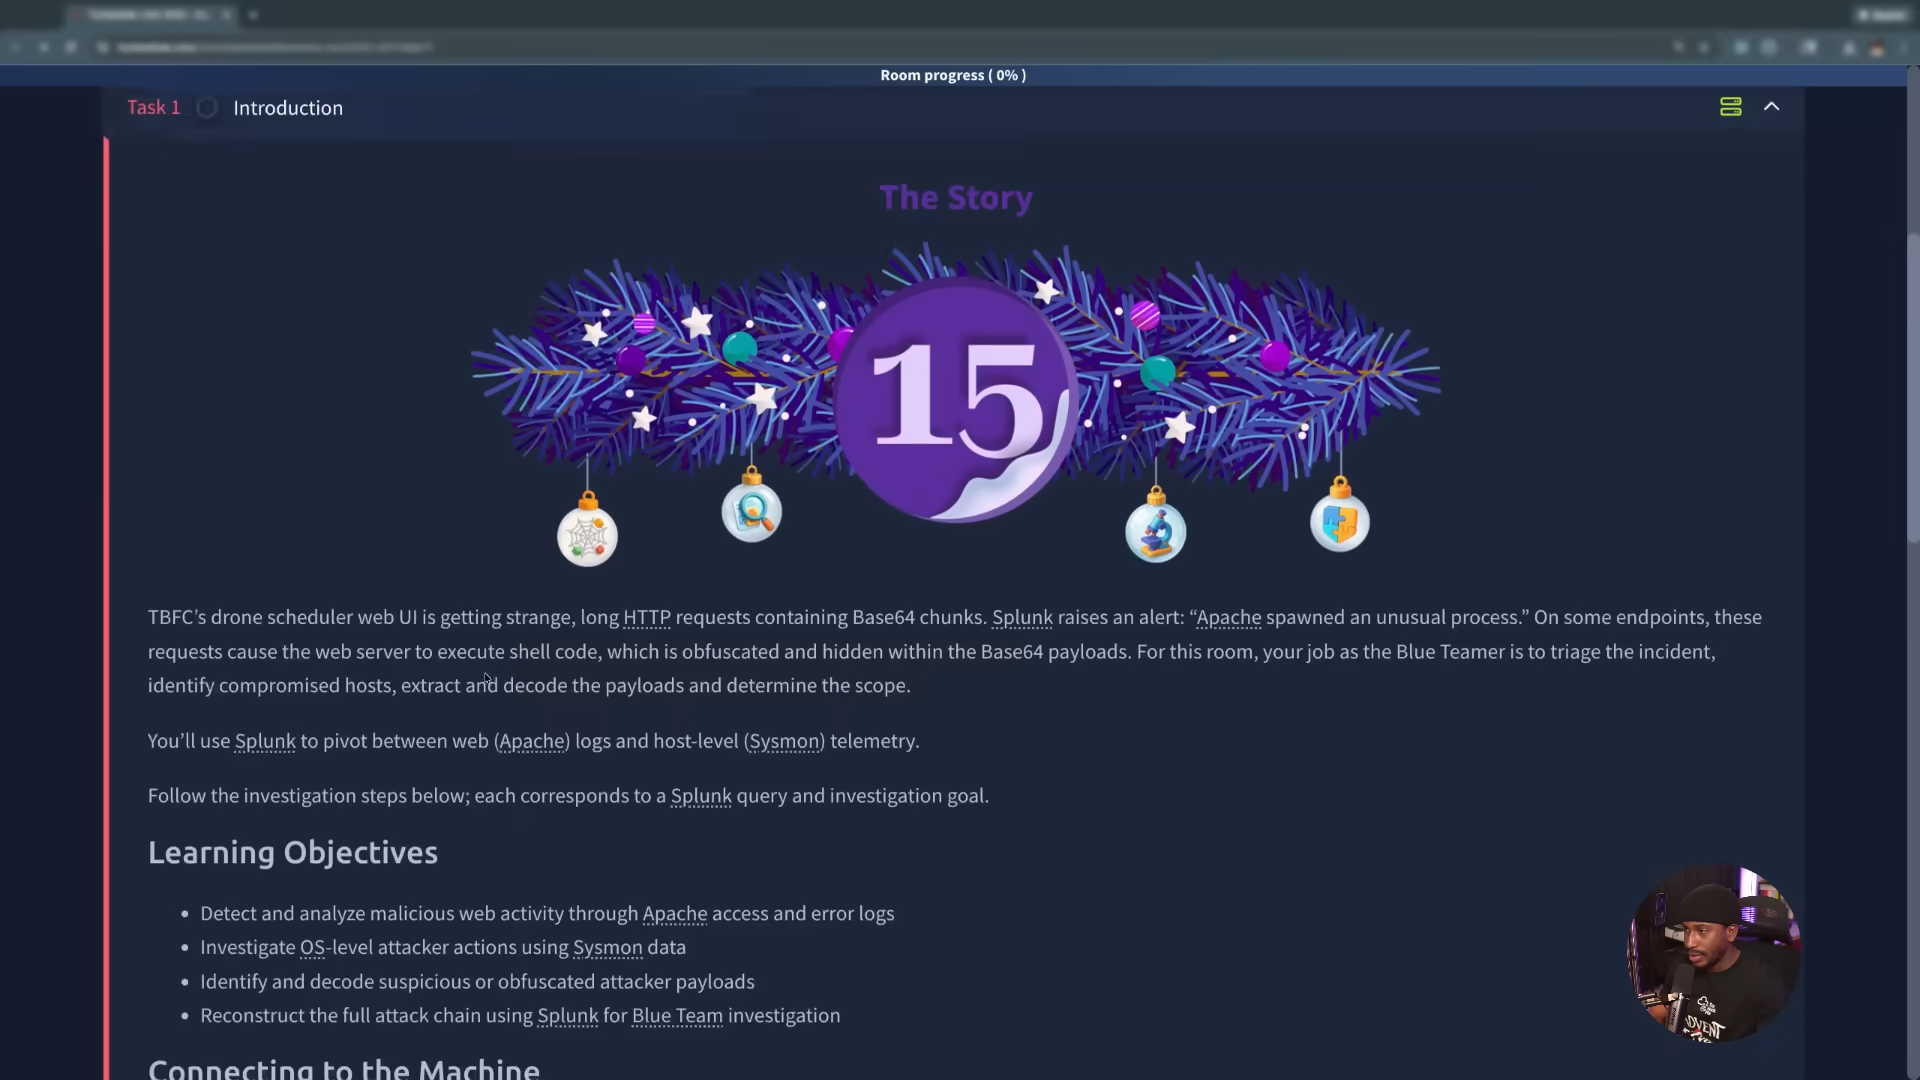 Room progress ( 0% )
Task 1 Introduction
The Story
15
TBFC’s drone scheduler web UI is getting strange, long HTTP requests containing Base64 chunks. Splunk raises an alert: “Apache spawned an unusual process.” On some endpoints, these
requests cause the web server to execute shell code, which is obfuscated and hidden within the Base64 payloads. For this room, your job as the Blue Teamer is to triage the incident,
identify compromised hosts, extract and decode the payloads and determine the scope.
You’ll use Splunk to pivot between web (Apache) logs and host-level (Sysmon) telemetry.
Follow the investigation steps below; each corresponds to a Splunk query and investigation goal.
Learning Objectives
• Detect and analyze malicious web activity through Apache access and error logs
• Investigate OS-level attacker actions using Sysmon data
• Identify and decode suspicious or obfuscated attacker payloads
• Reconstruct the full attack chain using Splunk for Blue Team investigation
Connecting to the Machine
ADVENT